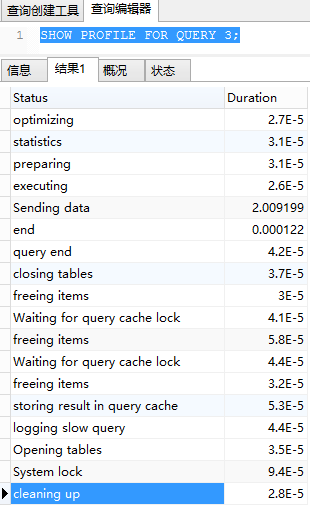 查询创建工具 查询编辑器
1 SHOW PROFILE FOR QUERY 3;
信息 结果1 概况 状态
Status Duration
optimizing 2.7E-5
statistics 3.1E-5
preparing 3.1E-5
executing 2.6E-5
Sending data 2.009199
end 0.000122
query end 4.2E-5
closing tables 3.7E-5
freeing items 3E-5
Waiting for query cache lock 4.1E-5
freeing items 5.8E-5
Waiting for query cache lock 4.4E-5
freeing items 3.2E-5
storing result in query cache 5.3E-5
logging slow query 4.4E-5
Opening tables 3.5E-5
System lock 9.4E-5
cleaning up 2.8E-5